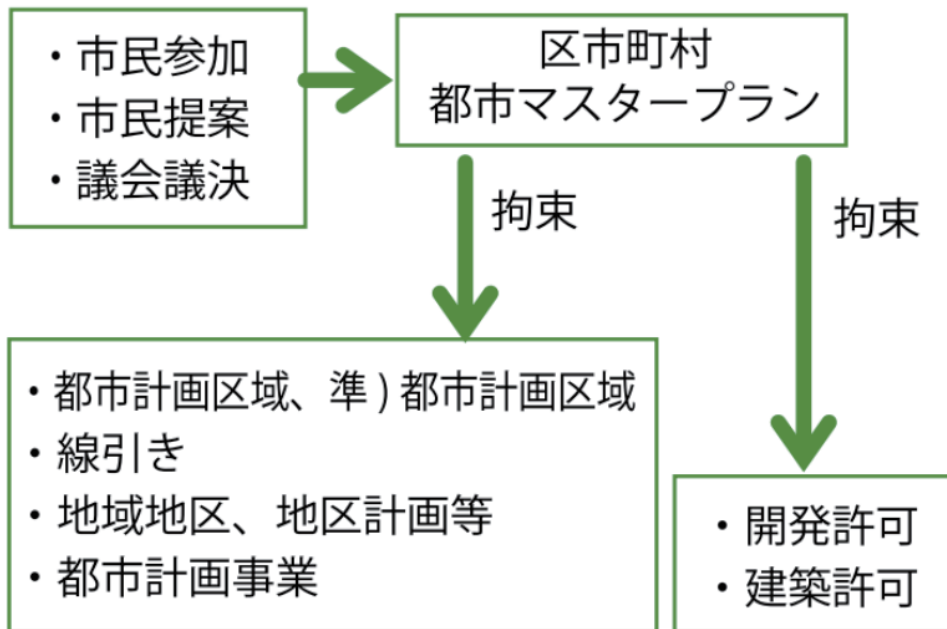 ・市民参加
・市民提案
・議会議決
区市町村
都市マスタープラン
拘束
拘束
・都市計画区域、準)都市計画区域
・線引き
・地域地区、地区計画等
・都市計画事業
・開発許可
・建築許可